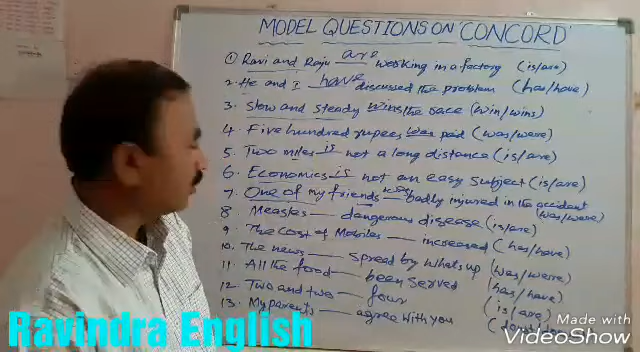 MODEL QUESTIONS ON 'CONCORD'
① Ravi and Raju are working in a factory (is/are)
2. He and I have discussed the problem (has/have)
3. Slow and steady wins the race (win/wins)
4. Five hundred rupees was paid (was/were)
5. Two miles is not a long distance (is/are)
6. Economics is not an easy subject (is/are)
7. One of my friends was badly injured in the accident (was/were)
8 Measles — dangerous disease (is/are)
9. The cost of Mobiles — increased (has/have)
10. The news — spread by whatsup (was/were)
11. All the food — been served (has/have)
12. Two and two — four (is/are)
13. My parents — agree with you
Ravindra English
Made with
VideoShow